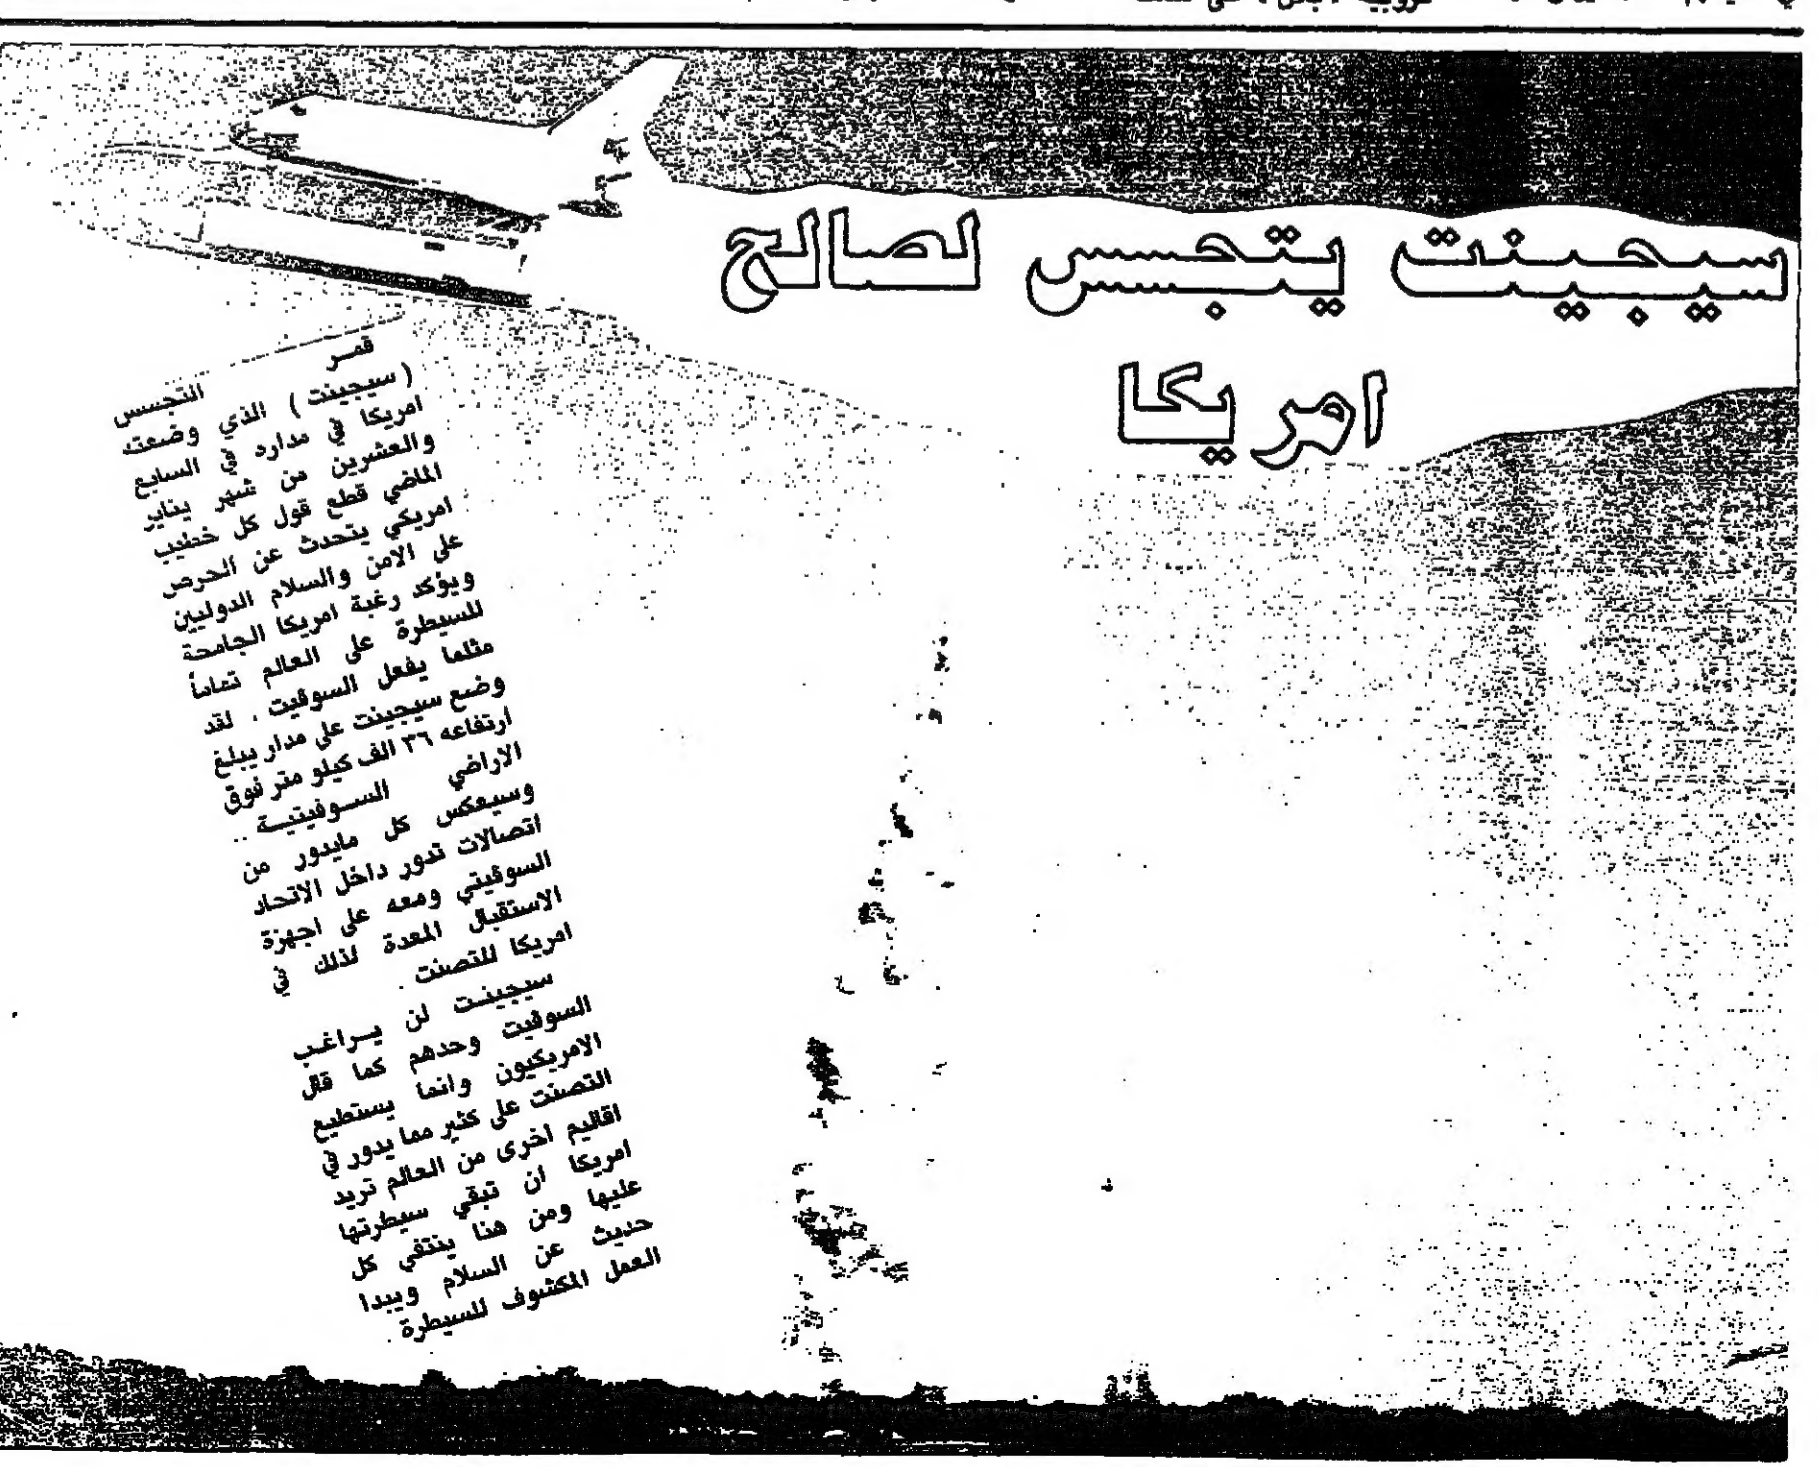 سيجينت يتجسس لصالح
امريكا
قمر التجسس
(سيجينت) الذي وضعته
امريكا في مداره في السابع
والعشرين من شهر يناير
الماضي قطع قول كل خطيب
امريكي يتحدث عن الحرص
على الامن والسلام الدوليين
ويؤكد رغبة امريكا الجامحة
للسيطرة على العالم تماماً
مثلما يفعل السوفيت . لقد
وضع سيجينت على مدار يبلغ
ارتفاعه ٣٦ الف كيلو متر فوق
الاراضي السوفيتية ..
وسيعكس كل مايدور من
اتصالات تدور داخل الاتحاد
السوفيتي ومعه على اجهزة
الاستقبال المعدة لذلك في
امريكا للتصنت .
سيجينت لن يراغب
السوفيت وحدهم كما قال
الامريكيون وانما يستطيع
التصنت على كثير مما يدور في
اقاليم اخرى من العالم تريد
امريكا ان تبقي سيطرتها
عليها ومن هنا ينتفي كل
حديث عن السلام ويبدا
العمل المكشوف للسيطرة .